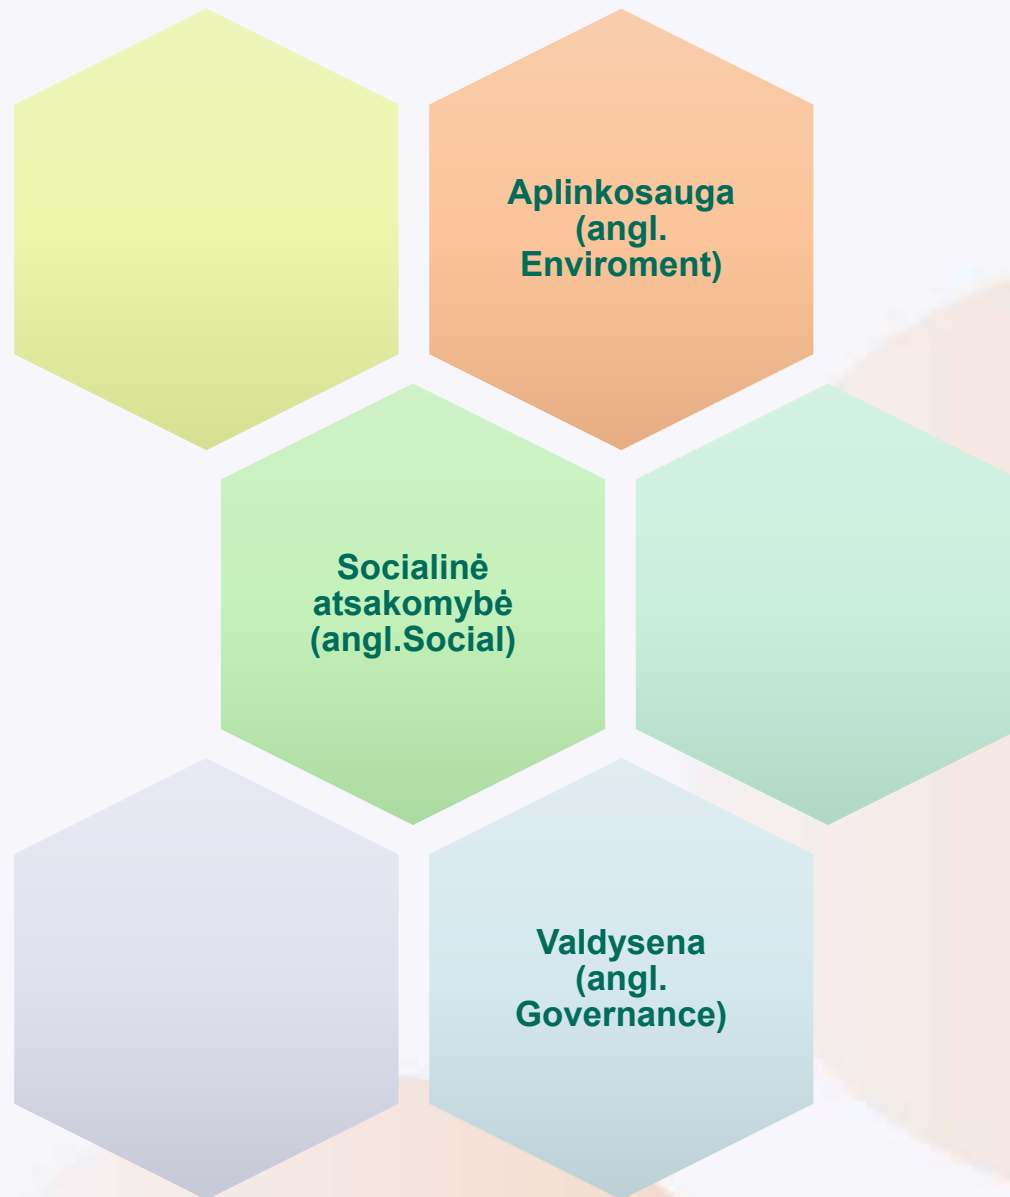 Aplinkosauga
(angl.
Enviroment)
Socialinė
atsakomybė
(angl.Social)
Valdysena
(angl.
Governance)